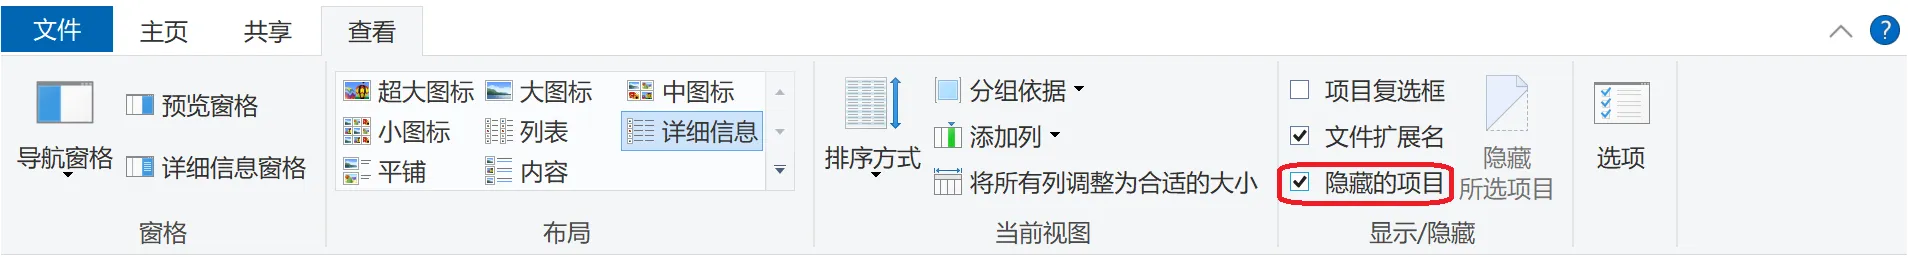 文件 主页 共享 查看 ?
导航窗格
预览窗格
详细信息窗格
窗格
超大图标 大图标 中图标
小图标 列表 详细信息
平铺 内容
布局
排序方式
分组依据
添加列
将所有列调整为合适的大小
当前视图
项目复选框
文件扩展名
隐藏的项目
隐藏
所选项目
显示/隐藏
选项